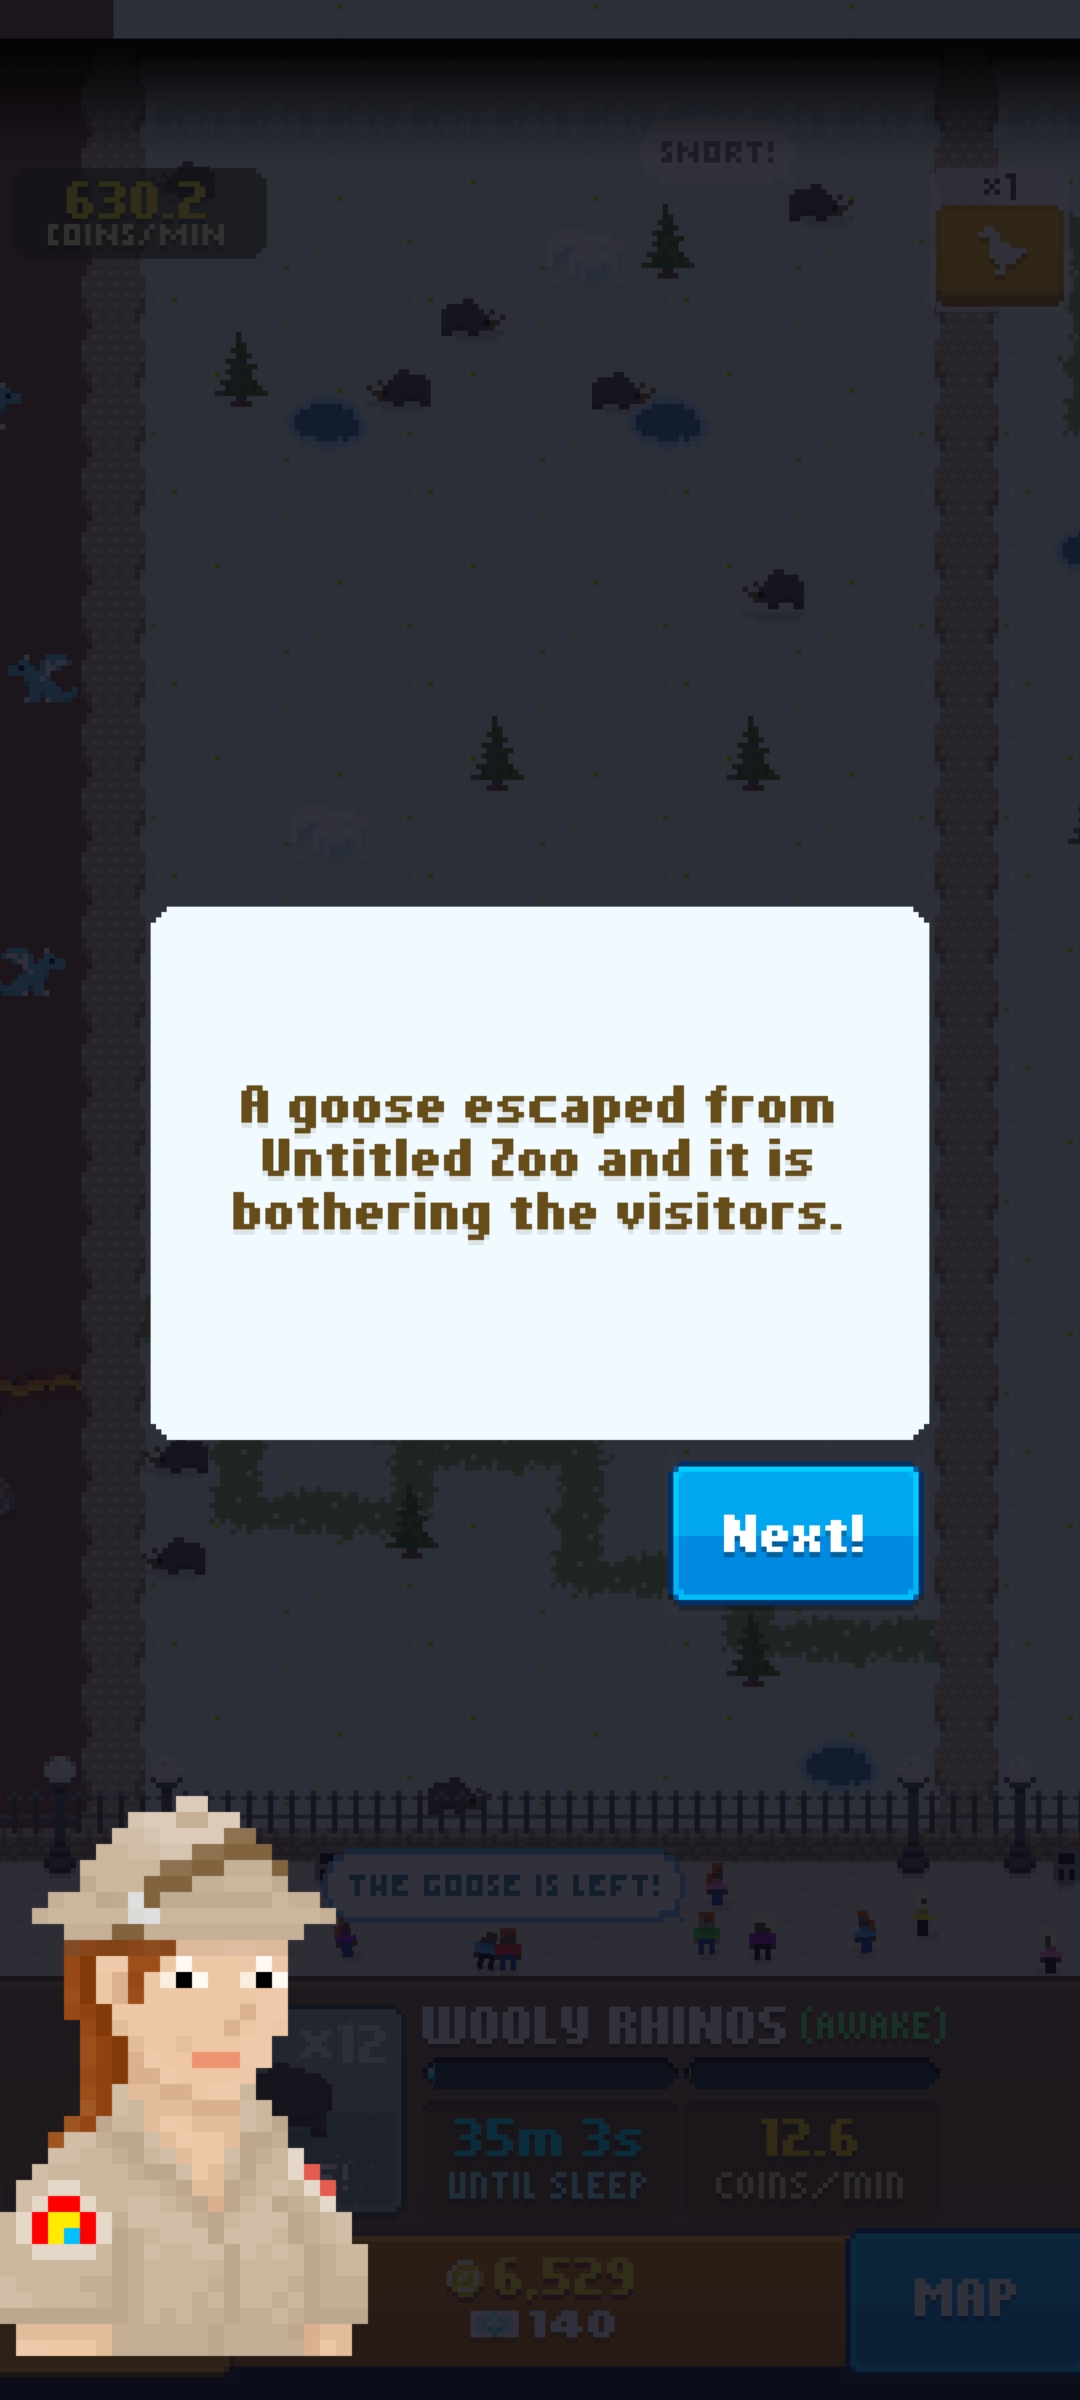 SNORT!
630.2
COINS/MIN
x1
A goose escaped from
Untitled Zoo and it is
bothering the visitors.
Next!
THE GOOSE IS LEFT!
x12
WOOLY RHINOS (AWAKE)
35m 3s
UNTIL SLEEP
12.6
COINS/MIN
6,529
140
MAP